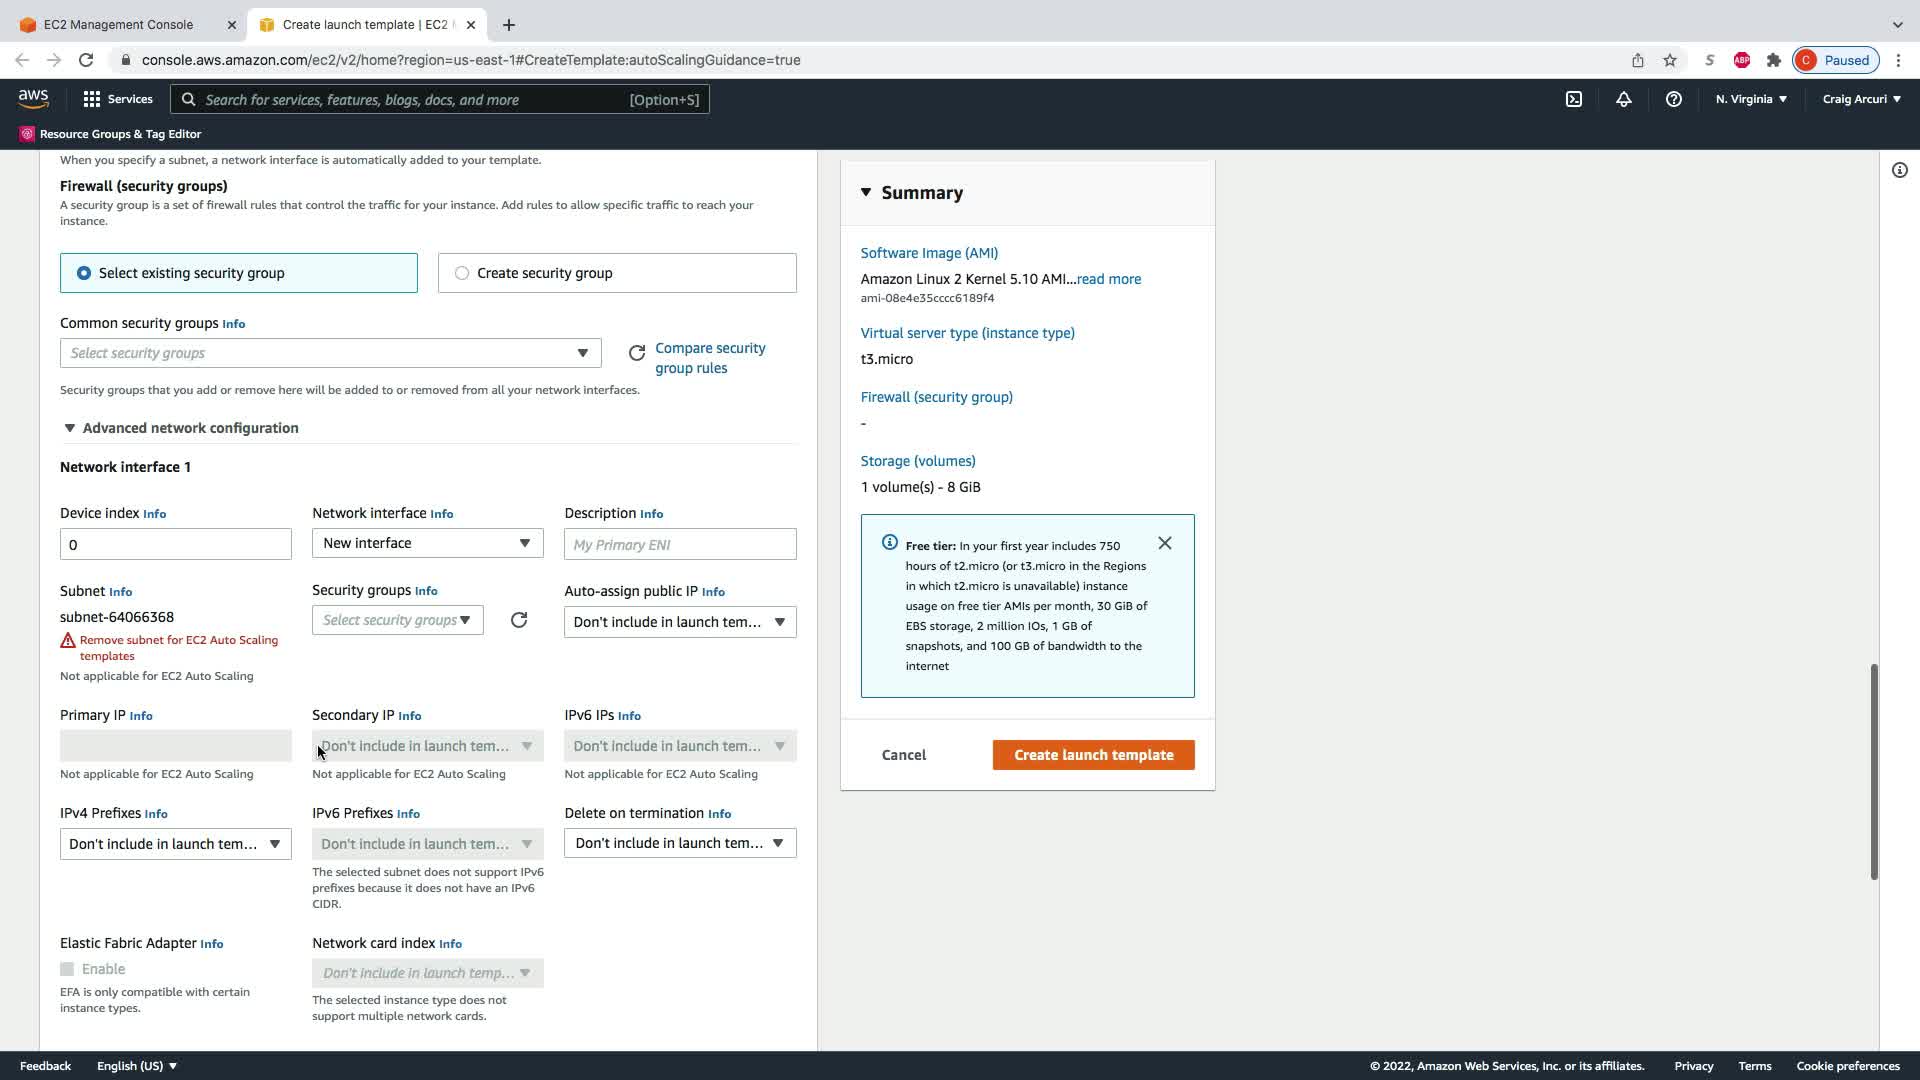 EC2 Management Console
Create launch template | EC2
console.aws.amazon.com/ec2/v2/home?region=us-east-1#CreateTemplate:autoScalingGuidance=true
S
ABP
C Paused
aws
Services
Search for services, features, blogs, docs, and more [Option+S]
N. Virginia
Craig Arcuri
Resource Groups & Tag Editor
When you specify a subnet, a network interface is automatically added to your template.
Firewall (security groups)
A security group is a set of firewall rules that control the traffic for your instance. Add rules to allow specific traffic to reach your
instance.
Select existing security group
Create security group
Common security groups Info
Select security groups
Compare security
group rules
Security groups that you add or remove here will be added to or removed from all your network interfaces.
Advanced network configuration
Network interface 1
Device index Info
Network interface Info
Description Info
0
New interface
My Primary ENI
Subnet Info
Security groups Info
Auto-assign public IP Info
subnet-64066368
Select security groups
Don't include in launch tem...
Remove subnet for EC2 Auto Scaling
templates
Not applicable for EC2 Auto Scaling
Primary IP Info
Secondary IP Info
IPv6 IPs Info
Don't include in launch tem...
Don't include in launch tem...
Not applicable for EC2 Auto Scaling
Not applicable for EC2 Auto Scaling
Not applicable for EC2 Auto Scaling
IPv4 Prefixes Info
IPv6 Prefixes Info
Delete on termination Info
Don't include in launch tem...
Don't include in launch tem...
Don't include in launch tem...
The selected subnet does not support IPv6
prefixes because it does not have an IPv6
CIDR.
Elastic Fabric Adapter Info
Network card index Info
Enable
Don't include in launch temp...
EFA is only compatible with certain
instance types.
The selected instance type does not
support multiple network cards.
Summary
Software Image (AMI)
Amazon Linux 2 Kernel 5.10 AMI...read more
ami-08e4e35cccc6189f4
Virtual server type (instance type)
t3.micro
Firewall (security group)
-
Storage (volumes)
1 volume(s) - 8 GiB
Free tier: In your first year includes 750
hours of t2.micro (or t3.micro in the Regions
in which t2.micro is unavailable) instance
usage on free tier AMIs per month, 30 GiB of
EBS storage, 2 million IOs, 1 GB of
snapshots, and 100 GB of bandwidth to the
internet
Cancel
Create launch template
Feedback
English (US)
© 2022, Amazon Web Services, Inc. or its affiliates.
Privacy
Terms
Cookie preferences